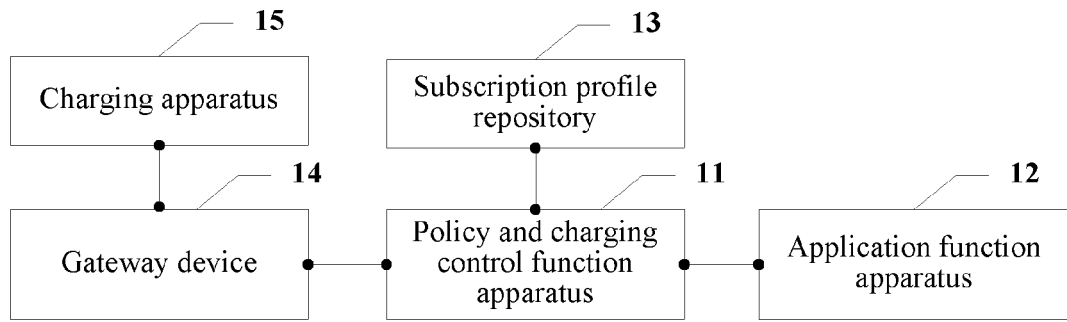 15
Charging apparatus
13
Subscription profile
repository
14
Gateway device
11
Policy and charging
control function
apparatus
12
Application function
apparatus